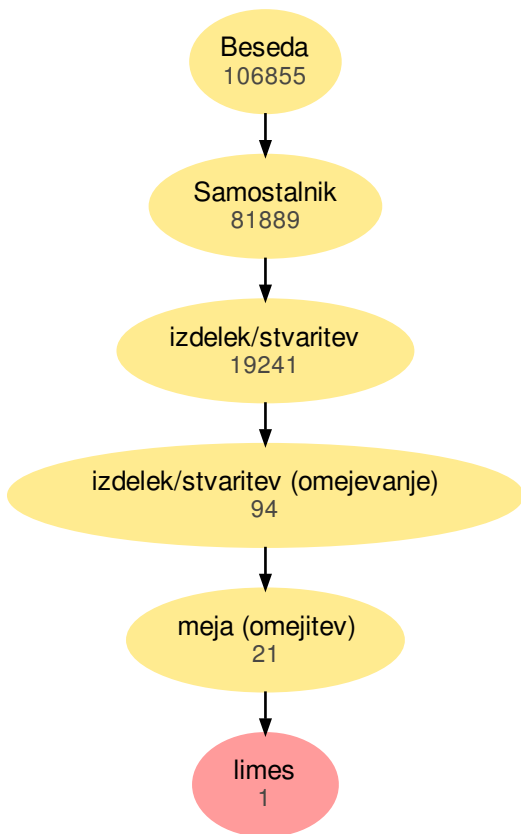 Beseda
106855
Samostalnik
81889
izdelek/stvaritev
19241
izdelek/stvaritev (omejevanje)
94
meja (omejitev)
21
limes
1